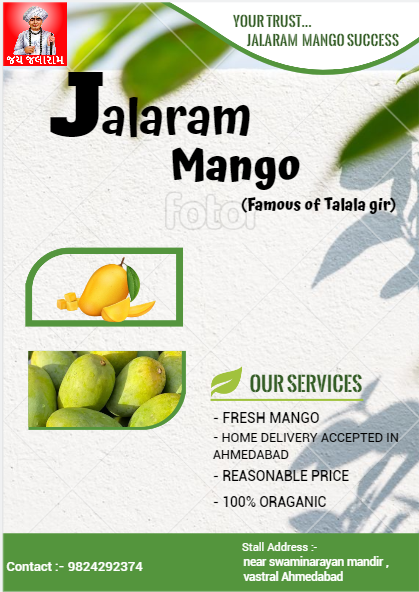 જય જલારામ
YOUR TRUST...
JALARAM MANGO SUCCESS
Jalaram
Mango
(Famous of Talala gir)
fotor
OUR SERVICES
- FRESH MANGO
- HOME DELIVERY ACCEPTED IN
AHMEDABAD
- REASONABLE PRICE
- 100% ORAGANIC
Stall Address :-
near swaminarayan mandir ,
vastral Ahmedabad
Contact :- 9824292374